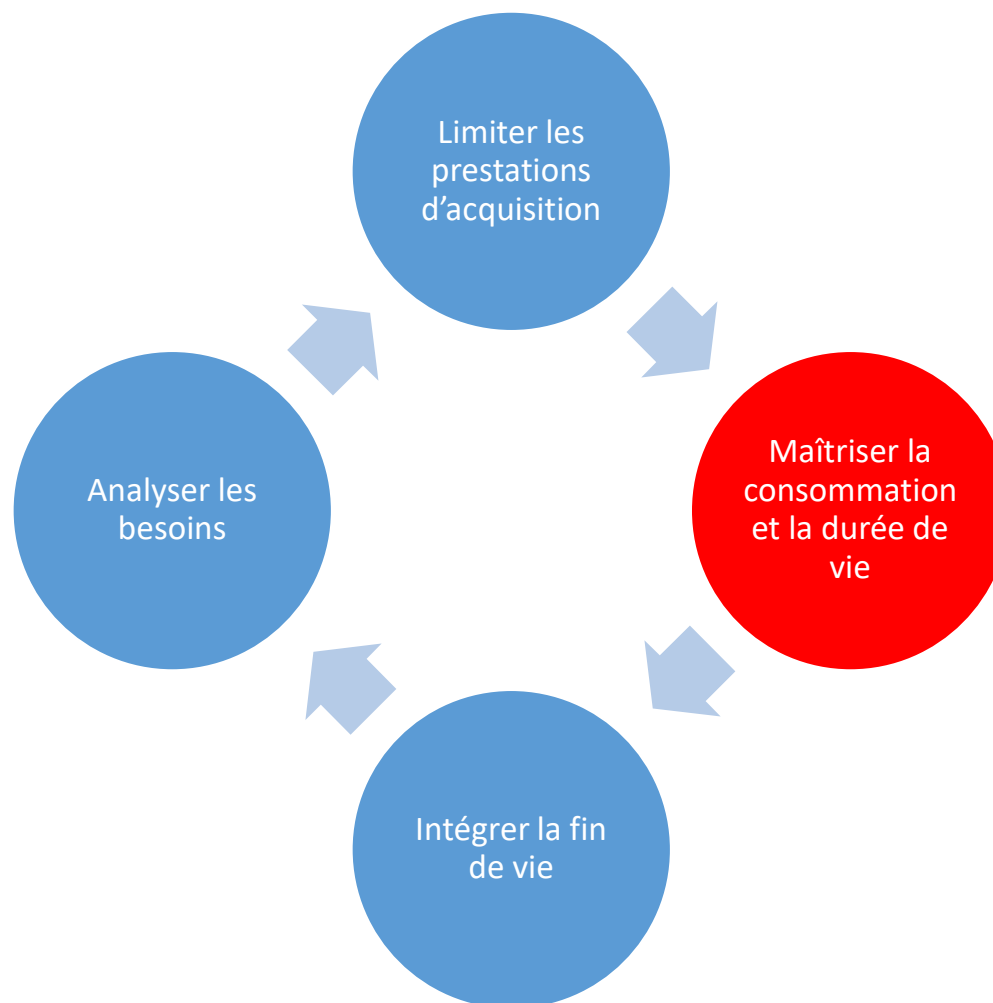 Limiter les
prestations
d’acquisition
Maîtriser la
consommation
et la durée de
vie
Intégrer la fin
de vie
Analyser les
besoins